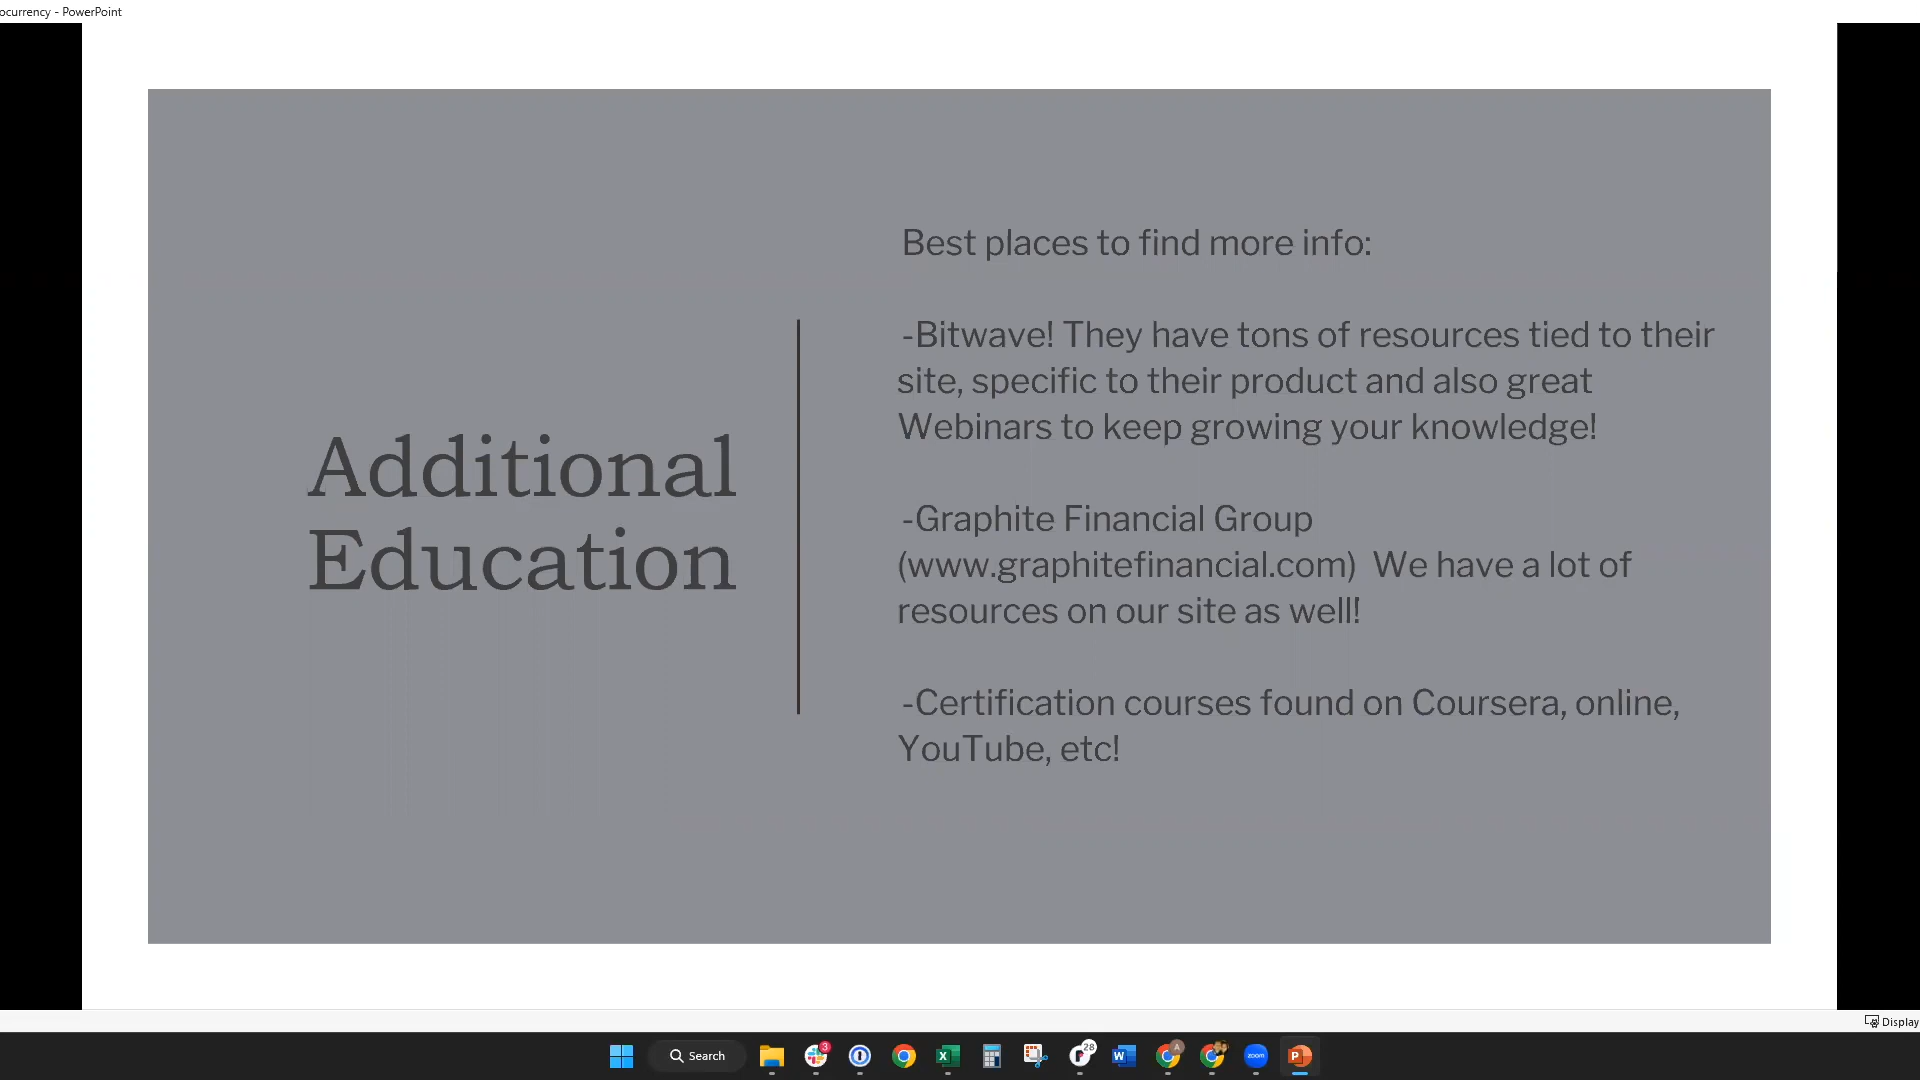 ocurrency - PowerPoint
Additional
Education
Best places to find more info:
-Bitwave! They have tons of resources tied to their
site, specific to their product and also great
Webinars to keep growing your knowledge!
-Graphite Financial Group
(www.graphitefinancial.com)  We have a lot of
resources on our site as well!
-Certification courses found on Coursera, online,
YouTube, etc!
Display
Search
3
28
A
zoom